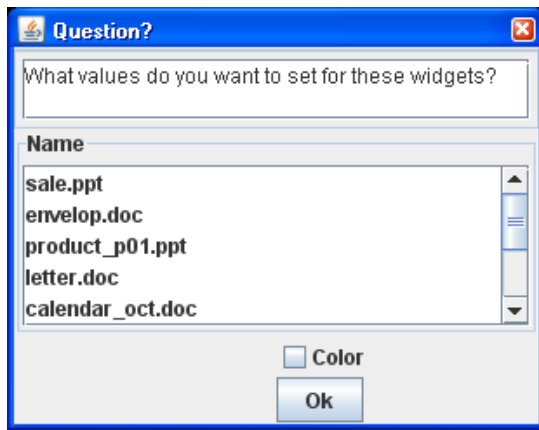 Question?
What values do you want to set for these widgets?
Name
sale.ppt
envelop.doc
product_p01.ppt
letter.doc
calendar_oct.doc
Color
Ok